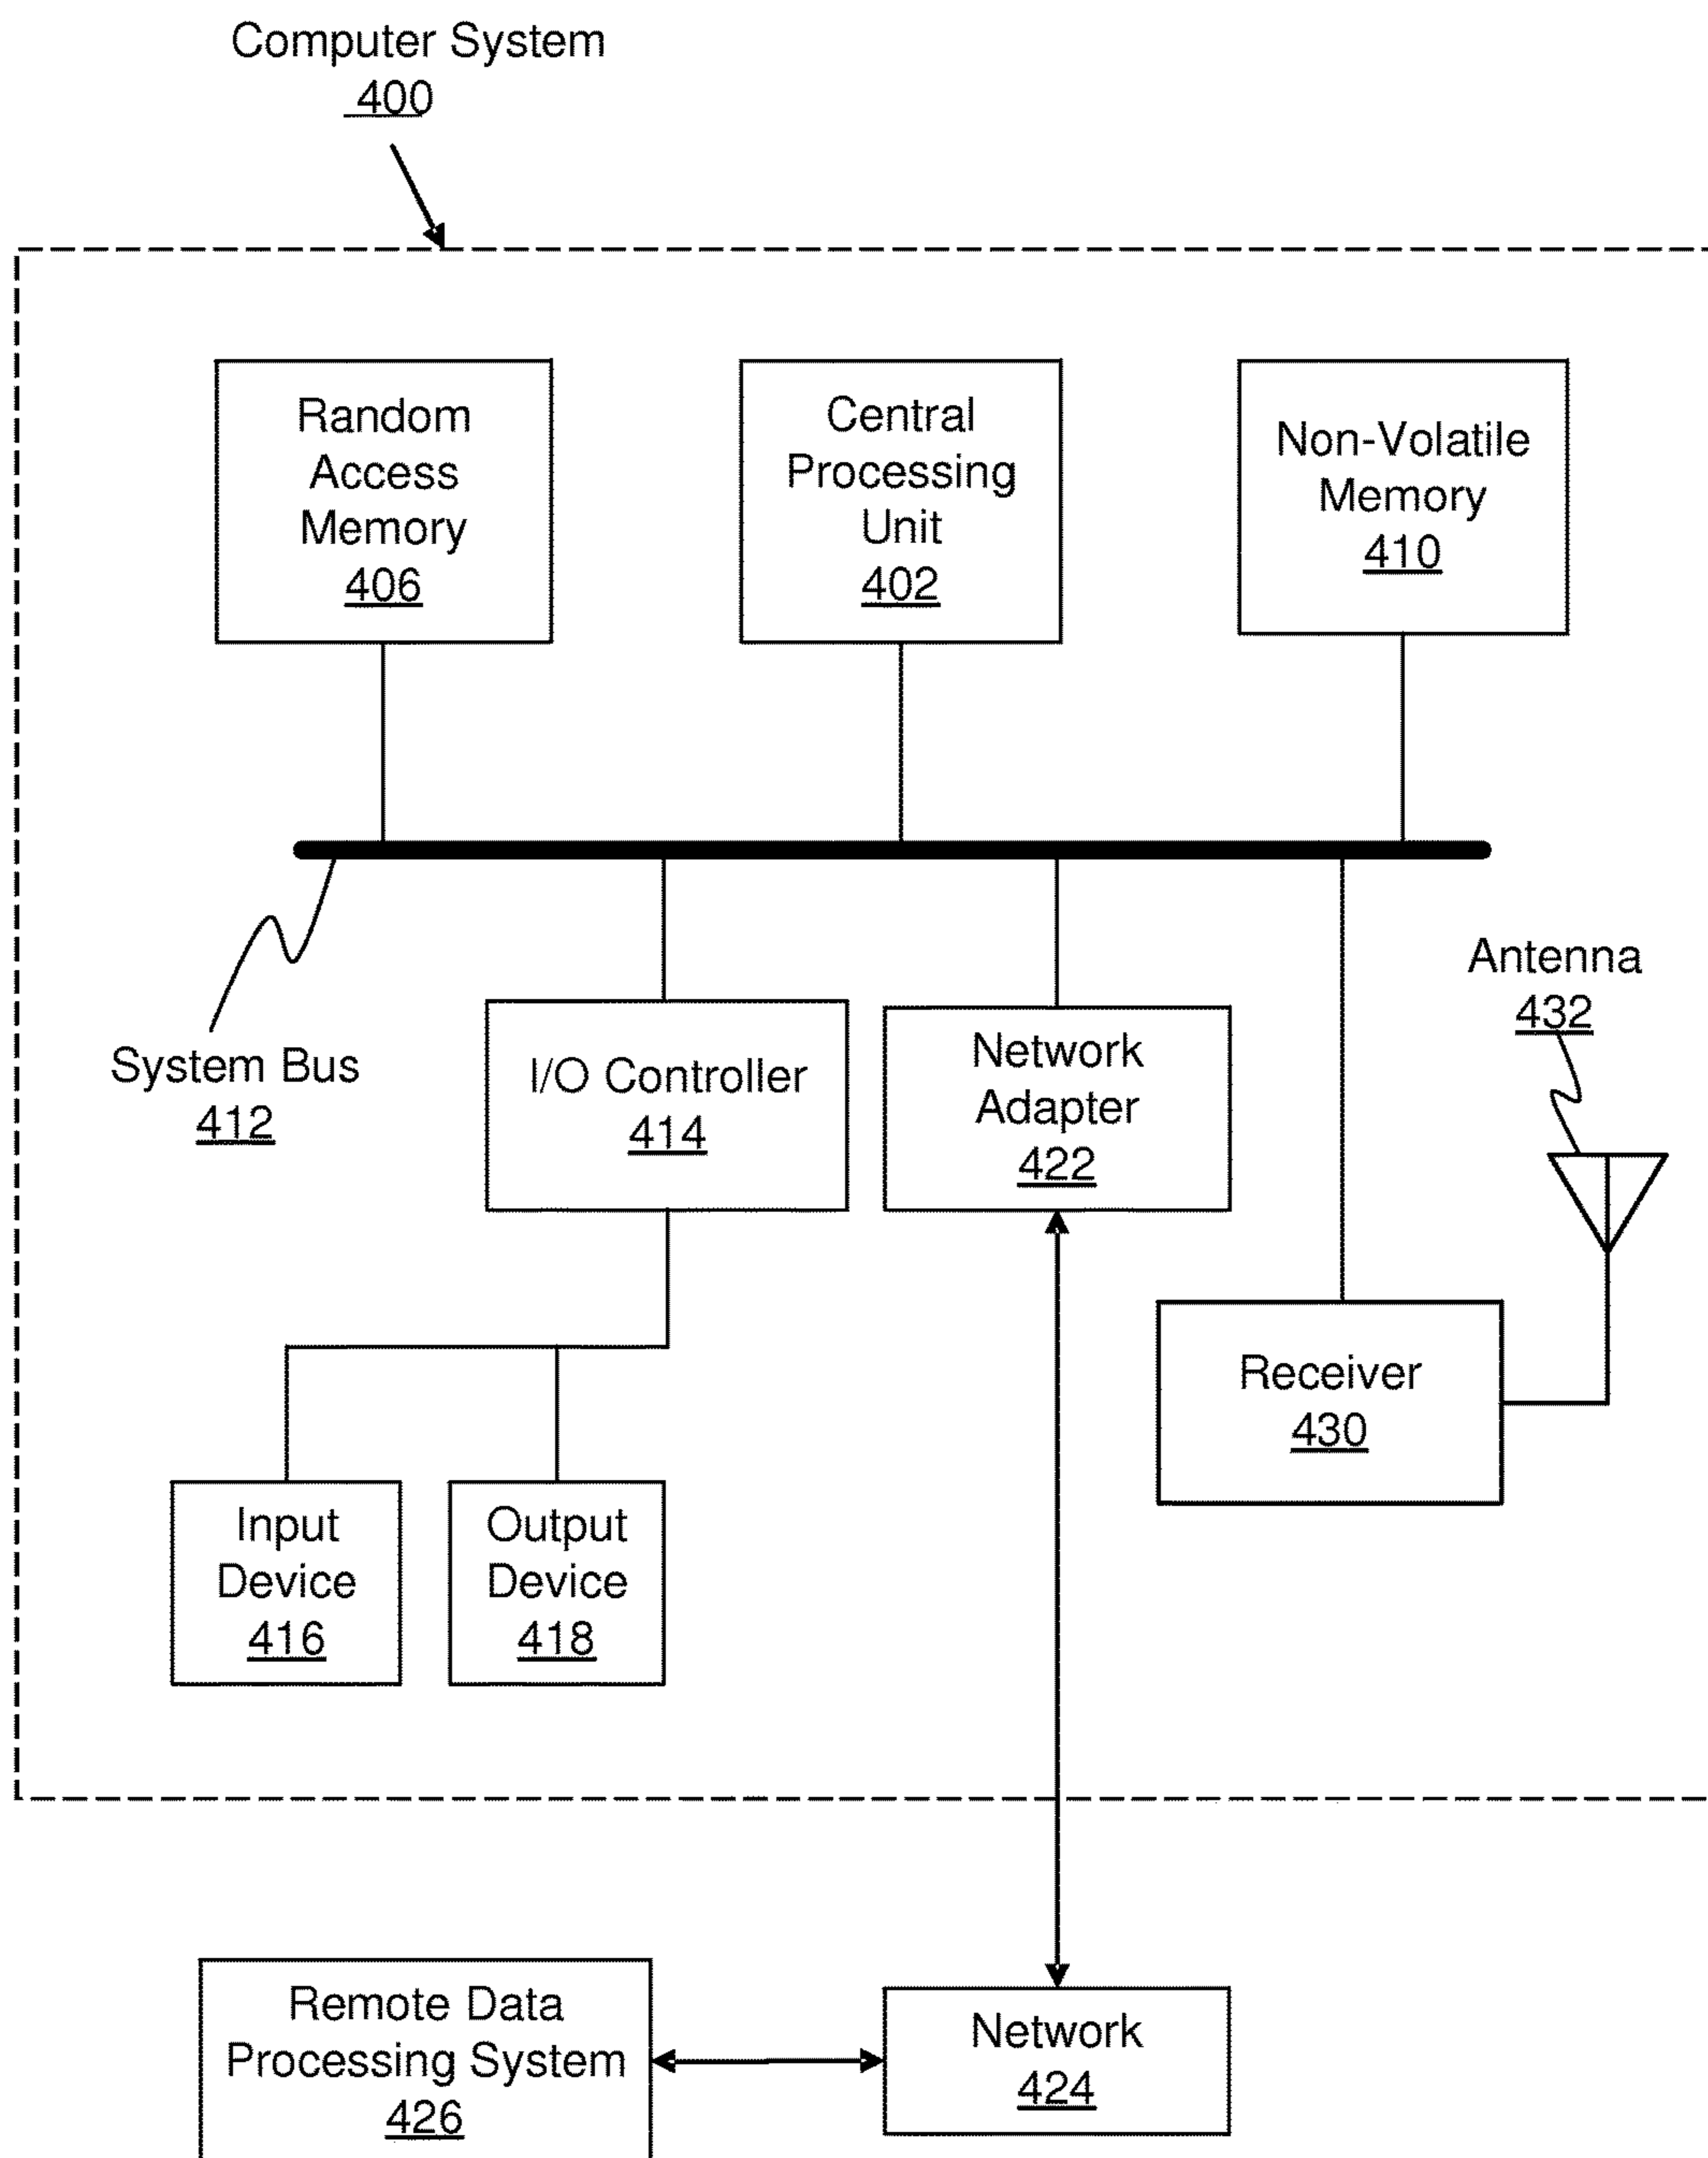 Computer System
400
Random
Access
Memory
406
Central
Processing
Unit
402
Non-Volatile
Memory
410
System Bus
412
I/O Controller
414
Network
Adapter
422
Antenna
432
Receiver
430
Input
Device
416
Output
Device
418
Remote Data
Processing System
426
Network
424